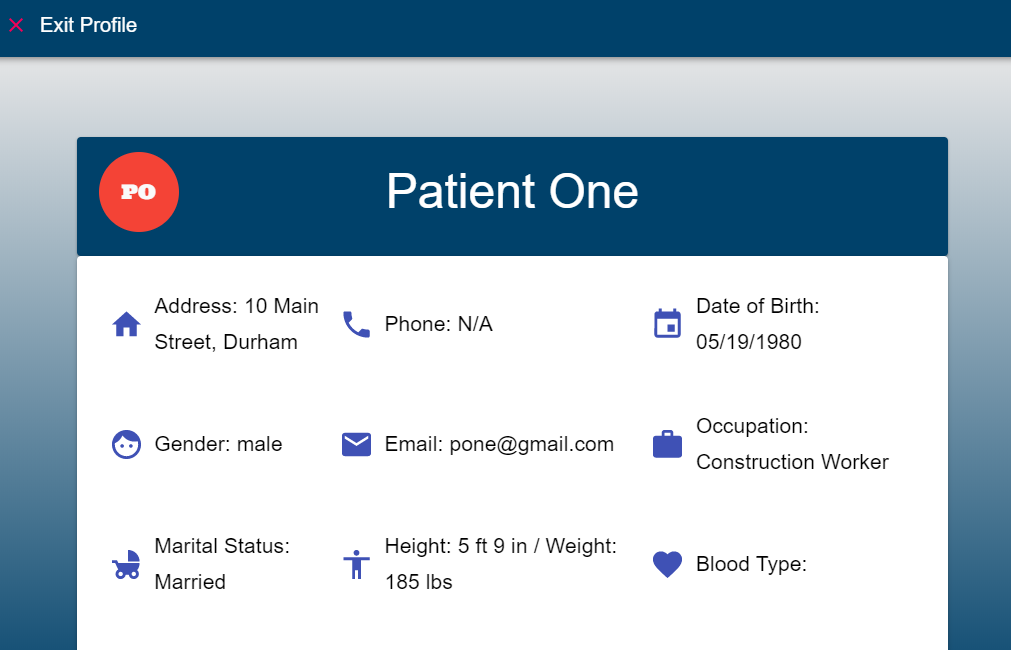 Exit Profile
PO
Patient One
Address: 10 Main
Street, Durham
Phone: N/A
Date of Birth:
05/19/1980
Gender: male
Email: pone@gmail.com
Occupation:
Construction Worker
Marital Status:
Married
Height: 5 ft 9 in / Weight:
185 lbs
Blood Type: